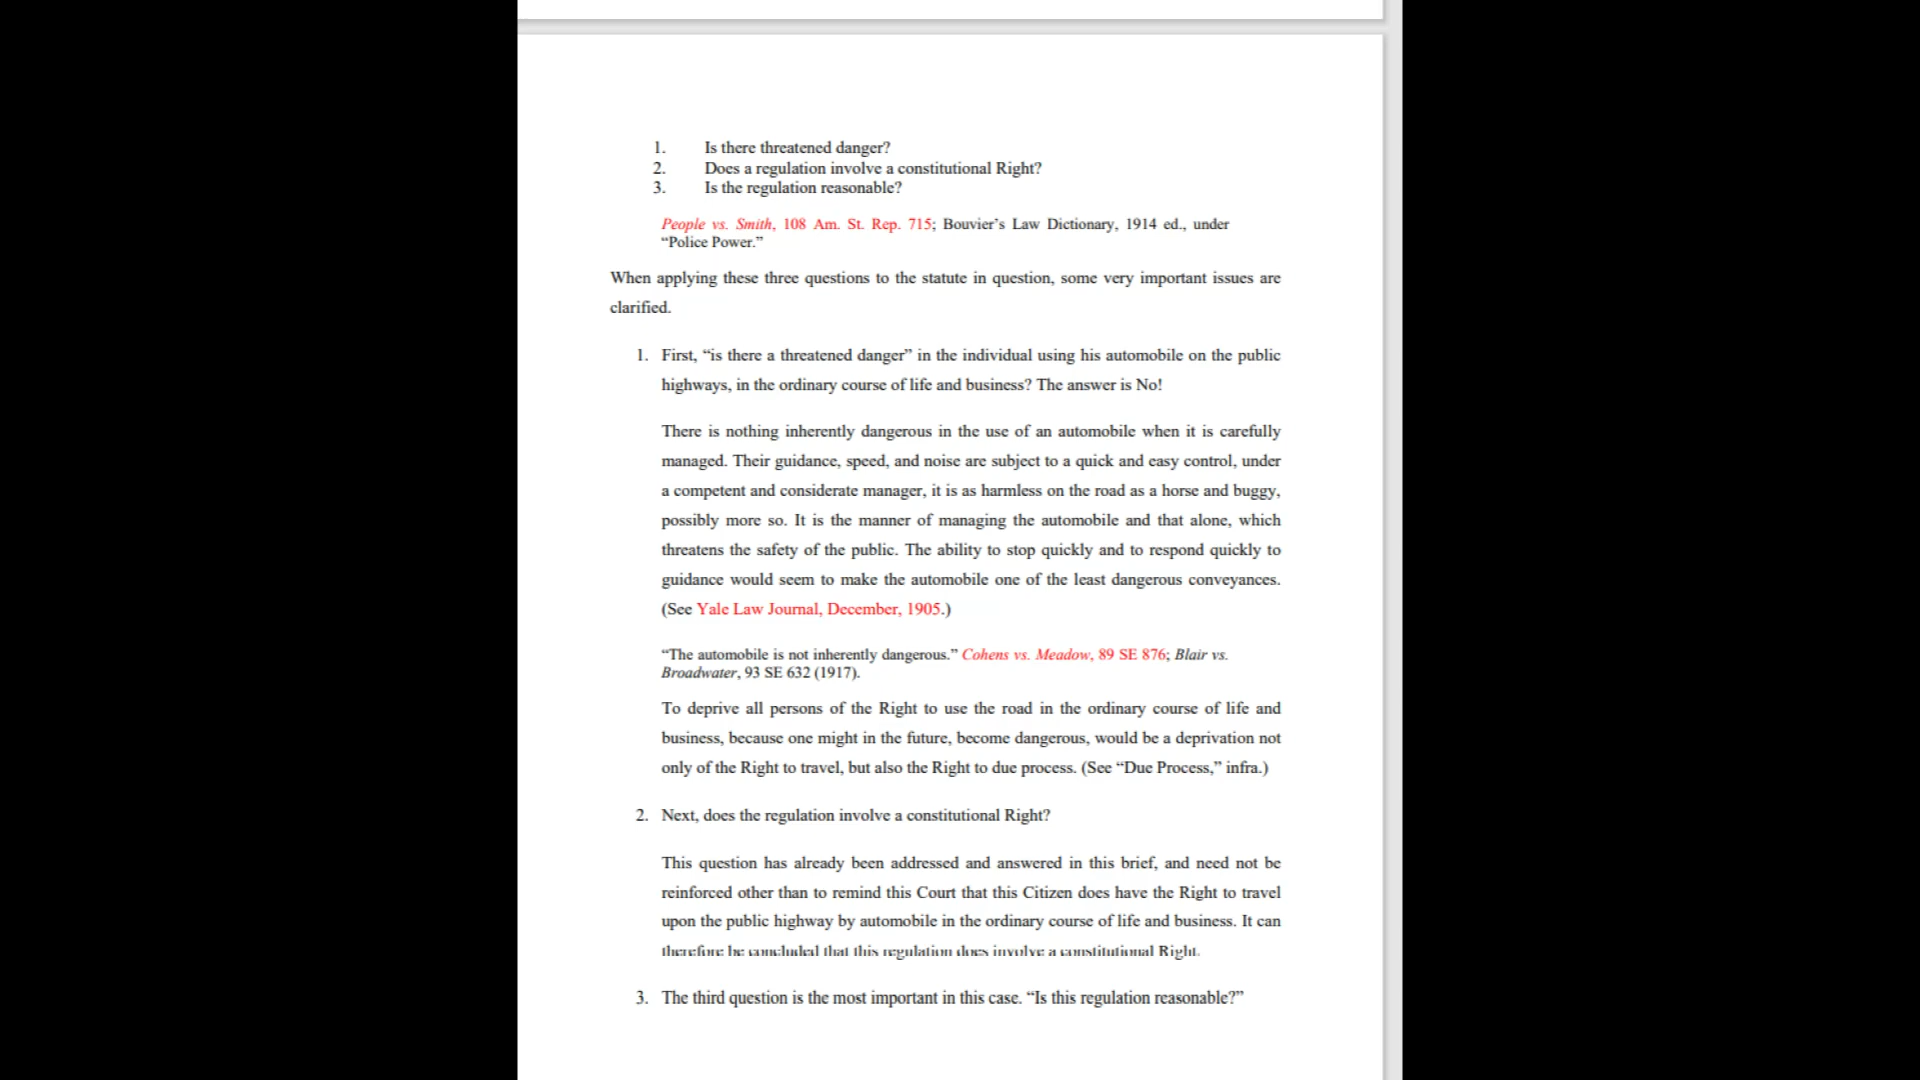 1. Is there threatened danger?
2. Does a regulation involve a constitutional Right?
3. Is the regulation reasonable?
People vs. Smith, 108 Am. St. Rep. 715; Bouvier’s Law Dictionary, 1914 ed., under
“Police Power.”
When applying these three questions to the statute in question, some very important issues are
clarified.
1. First, “is there a threatened danger” in the individual using his automobile on the public
highways, in the ordinary course of life and business? The answer is No!
There is nothing inherently dangerous in the use of an automobile when it is carefully
managed. Their guidance, speed, and noise are subject to a quick and easy control, under
a competent and considerate manager, it is as harmless on the road as a horse and buggy,
possibly more so. It is the manner of managing the automobile and that alone, which
threatens the safety of the public. The ability to stop quickly and to respond quickly to
guidance would seem to make the automobile one of the least dangerous conveyances.
(See Yale Law Journal, December, 1905.)
“The automobile is not inherently dangerous.” Cohens vs. Meadow, 89 SE 876; Blair vs.
Broadwater, 93 SE 632 (1917).
To deprive all persons of the Right to use the road in the ordinary course of life and
business, because one might in the future, become dangerous, would be a deprivation not
only of the Right to travel, but also the Right to due process. (See “Due Process,” infra.)
2. Next, does the regulation involve a constitutional Right?
This question has already been addressed and answered in this brief, and need not be
reinforced other than to remind this Court that this Citizen does have the Right to travel
upon the public highway by automobile in the ordinary course of life and business. It can
therefore be concluded that this regulation does involve a constitutional Right.
3. The third question is the most important in this case. “Is this regulation reasonable?”